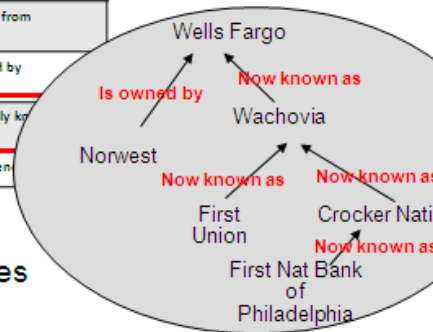 from
by
Wells Fargo
Is owned by
Now known as
Wachovia
Norwest
Now known as
Now known as
First
Union
Crocker Nati
Now known as
First Nat Bank
of
Philadelphia
es